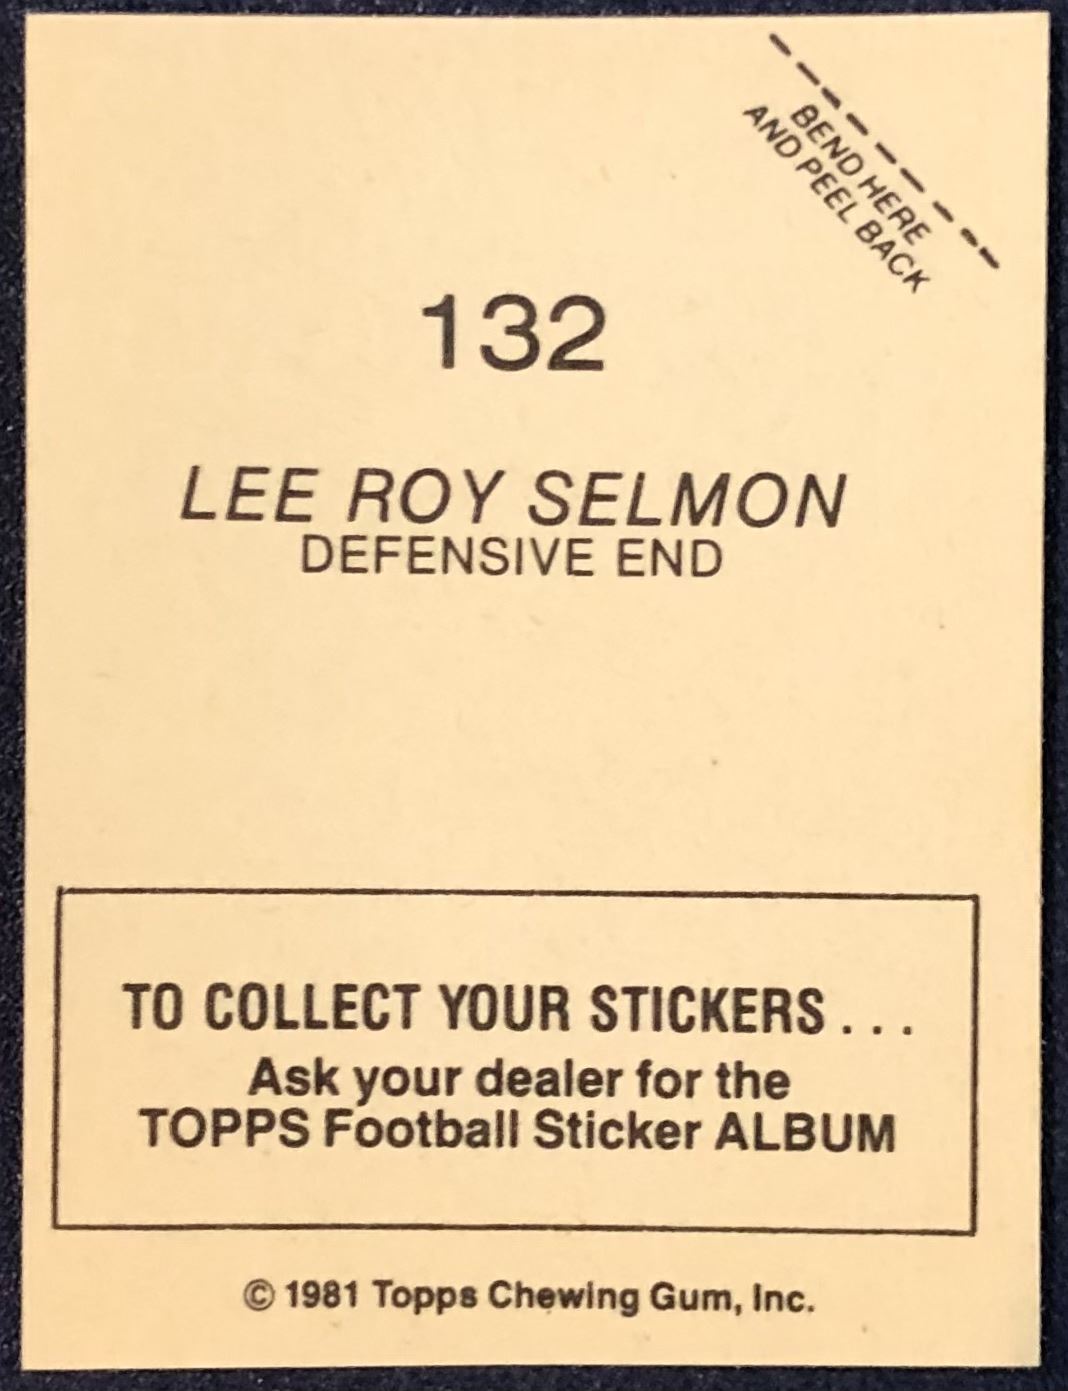 BEND HERE
AND PEEL BACK
132
LEE ROY SELMON
DEFENSIVE END
TO COLLECT YOUR STICKERS . . .
Ask your dealer for the
TOPPS Football Sticker ALBUM
© 1981 Topps Chewing Gum, Inc.